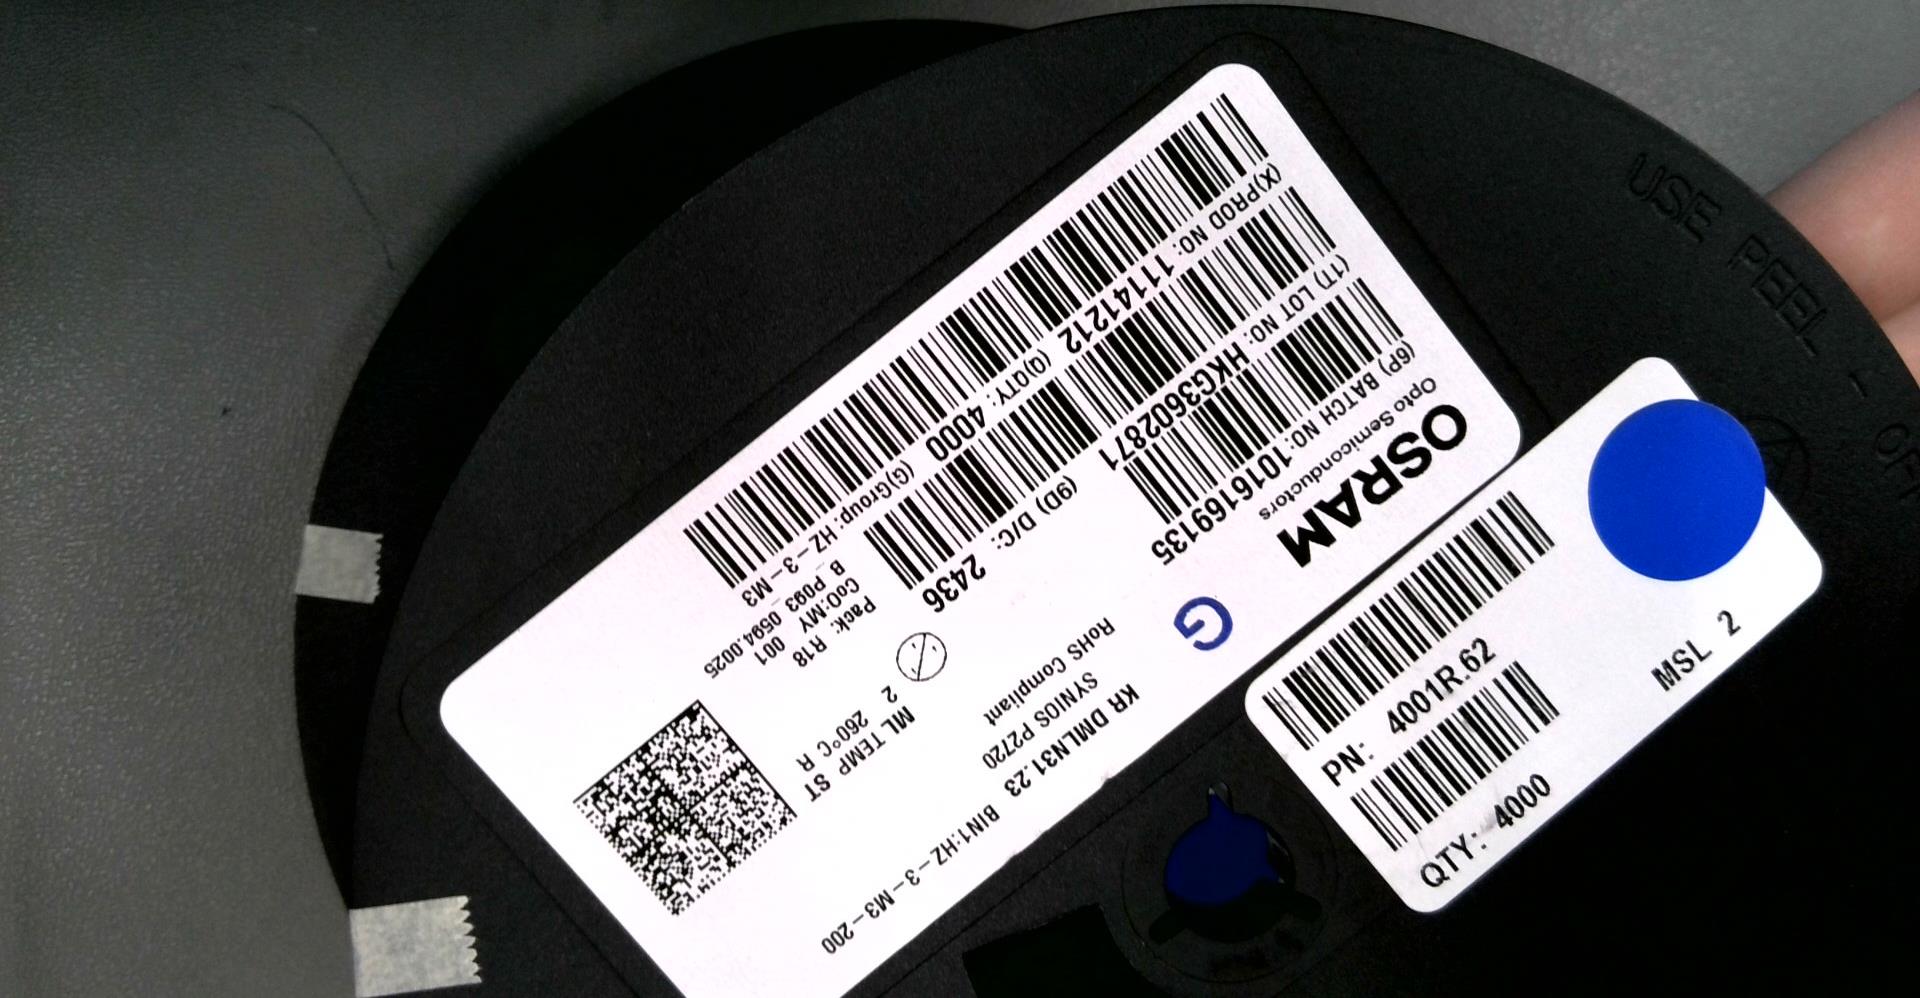 OSRAM
Opto Semiconductors
(6P) BATCH NO: 1016169135
(1T) LOT NO: HKG3602871
(9D) D/C: 2436
(X)PROD NO: 11141212
(Q)QTY: 4000
(G)Group: HZ-3-M3
G
KR DMLN31.23
BIN1:HZ-3-M3-200
SYNIOS P2720
RoHS Compliant
ML TEMP ST
2 260°C R
Pack: R18
CoO:MY 001
B_P093_0594.0025
PN: 4001R.62
QTY: 4000
MSL 2
USE PEEL - OFF